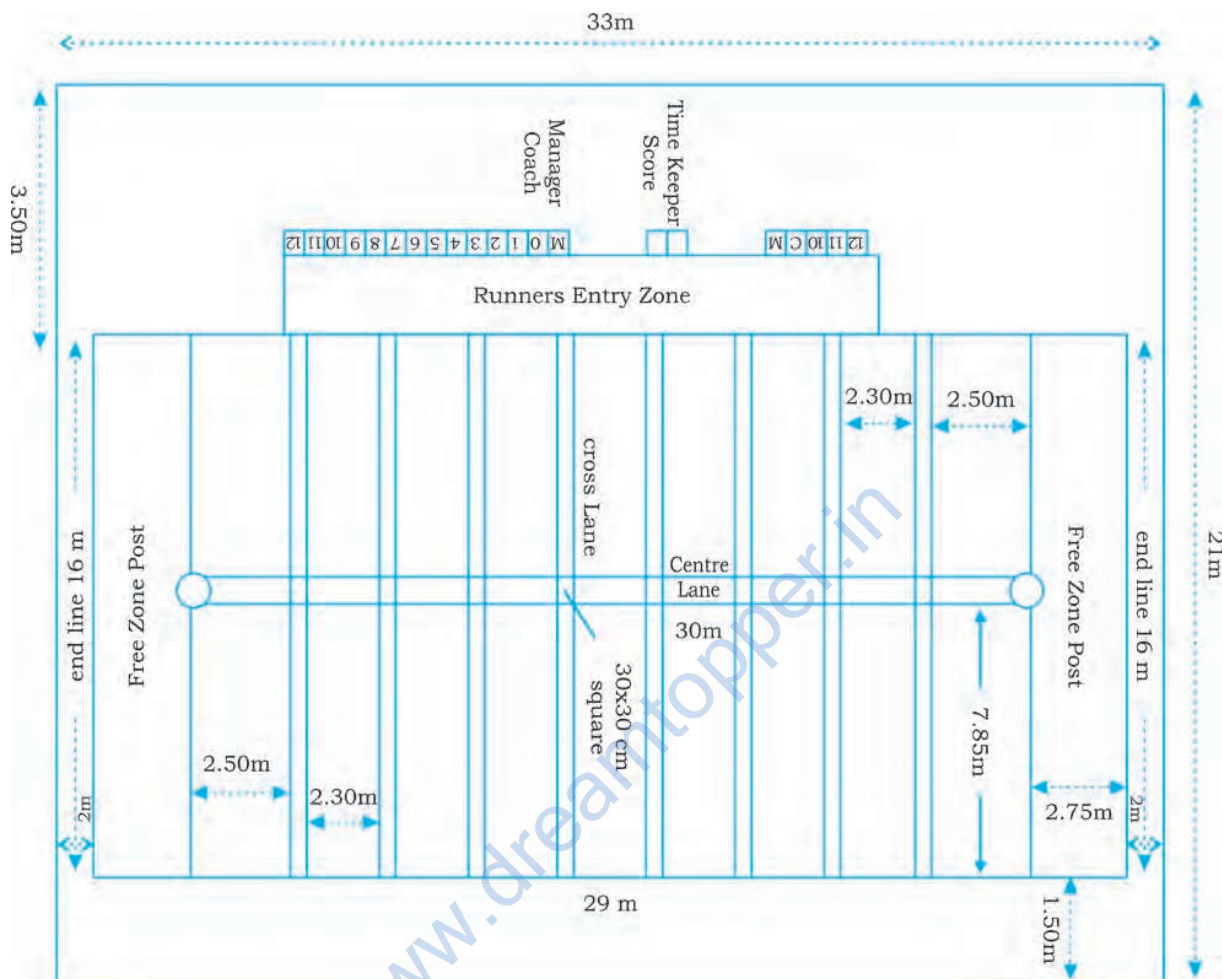 33m
3.50m
21m
Manager
Coach
Time Keeper
Score
12 11 10 9 8 7 6 5 4 3 2 1 0 M
M C 10 11 12
Runners Entry Zone
2.30m
2.50m
cross Lane
end line 16 m
Free Zone Post
Centre
Lane
30m
30x30 cm
square
Free Zone Post
end line 16 m
7.85m
2.50m
2.30m
2m
2.75m
2m
29 m
1.50m
www.dreamtopper.in